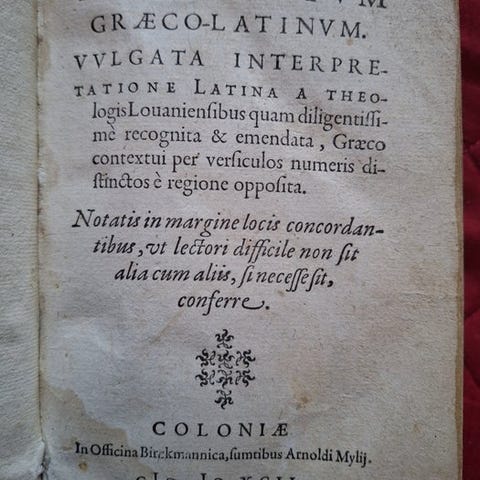 GRÆCO-LATINVM.
VVLGATA INTERPRE-
TATIONE LATINA A THEO-
logis Louaniensibus quam diligentissi-
mè recognita & emendata, Græco
contextui per versiculos numeris di-
stinctos è regione opposita.
Notatis in margine locis concordan-
tibus, vt lectori difficile non sit
alia cum aliis, si necesse sit,
conferre.
COLONIÆ
In Officina Birckmannica, sumtibus Arnoldi Mylij.